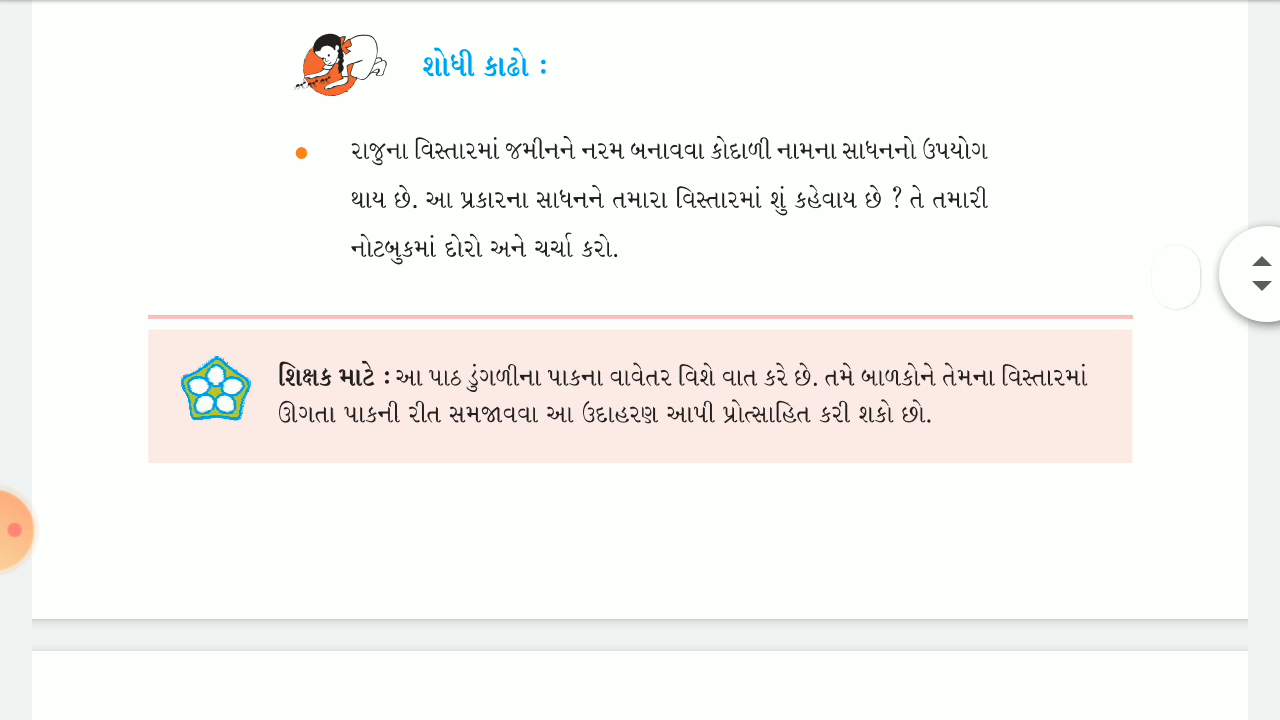 શોધી કાઢો :
રાજુના વિસ્તારમાં જમીનને નરમ બનાવવા કોદાળી નામના સાધનનો ઉપયોગ
થાય છે. આ પ્રકારના સાધનને તમારા વિસ્તારમાં શું કહેવાય છે ? તે તમારી
નોટબુકમાં દોરો અને ચર્ચા કરો.
શિક્ષક માટે : આ પાઠ ડુંગળીના પાકના વાવેતર વિશે વાત કરે છે. તમે બાળકોને તેમના વિસ્તારમાં
ઊગતા પાકની રીત સમજાવવા આ ઉદાહરણ આપી પ્રોત્સાહિત કરી શકો છો.